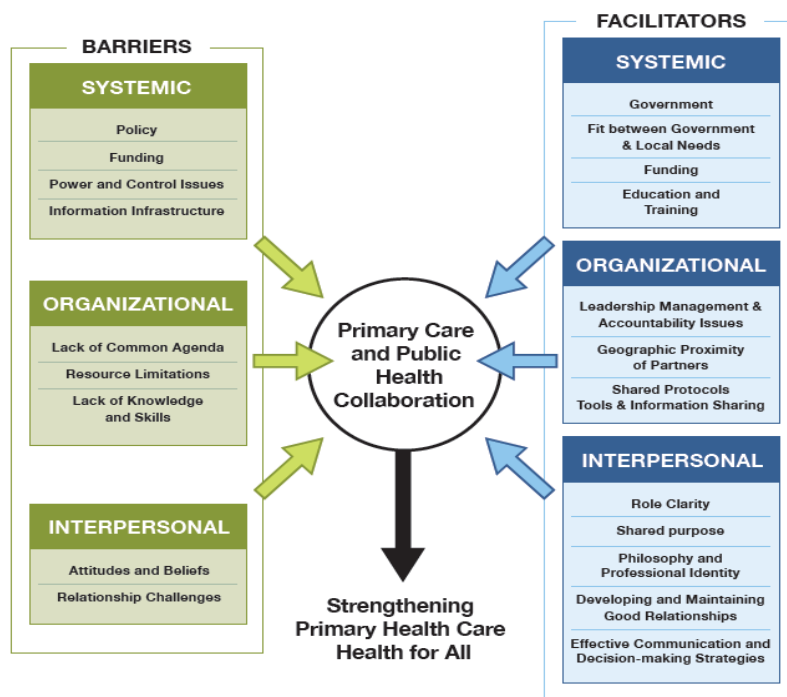 BARRIERS
SYSTEMIC
Policy
Funding
Power and Control Issues
Information Infrastructure
ORGANIZATIONAL
Lack of Common Agenda
Resource Limitations
Lack of Knowledge
and Skills
INTERPERSONAL
Attitudes and Beliefs
Relationship Challenges
Primary Care
and Public
Health
Collaboration
Strengthening
Primary Health Care
Health for All
FACILITATORS
SYSTEMIC
Government
Fit between Government
& Local Needs
Funding
Education and
Training
ORGANIZATIONAL
Leadership Management &
Accountability Issues
Geographic Proximity
of Partners
Shared Protocols
Tools & Information Sharing
INTERPERSONAL
Role Clarity
Shared purpose
Philosophy and
Professional Identity
Developing and Maintaining
Good Relationships
Effective Communication and
Decision-making Strategies